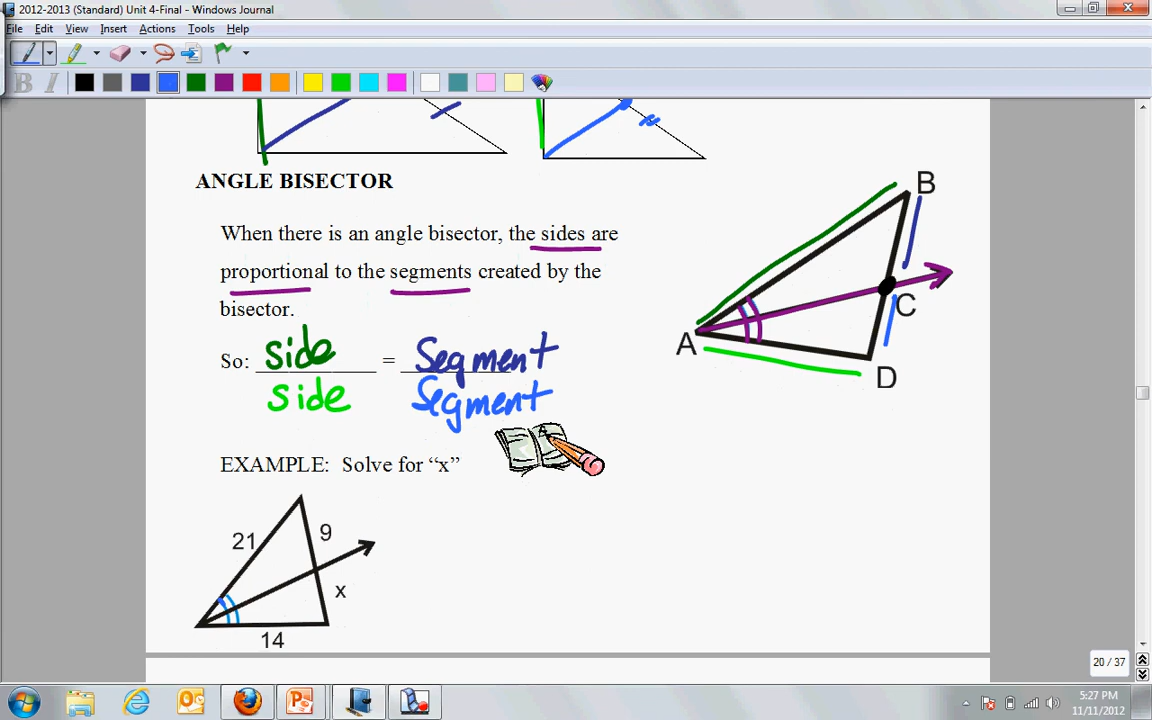 2012-2013 (Standard) Unit 4-Final - Windows Journal
File Edit View Insert Actions Tools Help
B I
ANGLE BISECTOR
When there is an angle bisector, the sides are
proportional to the segments created by the
bisector.
So: side = Segment
side Segment
B
C
A
D
EXAMPLE: Solve for “x”
21
9
x
14
20 / 37
5:27 PM
11/11/2012